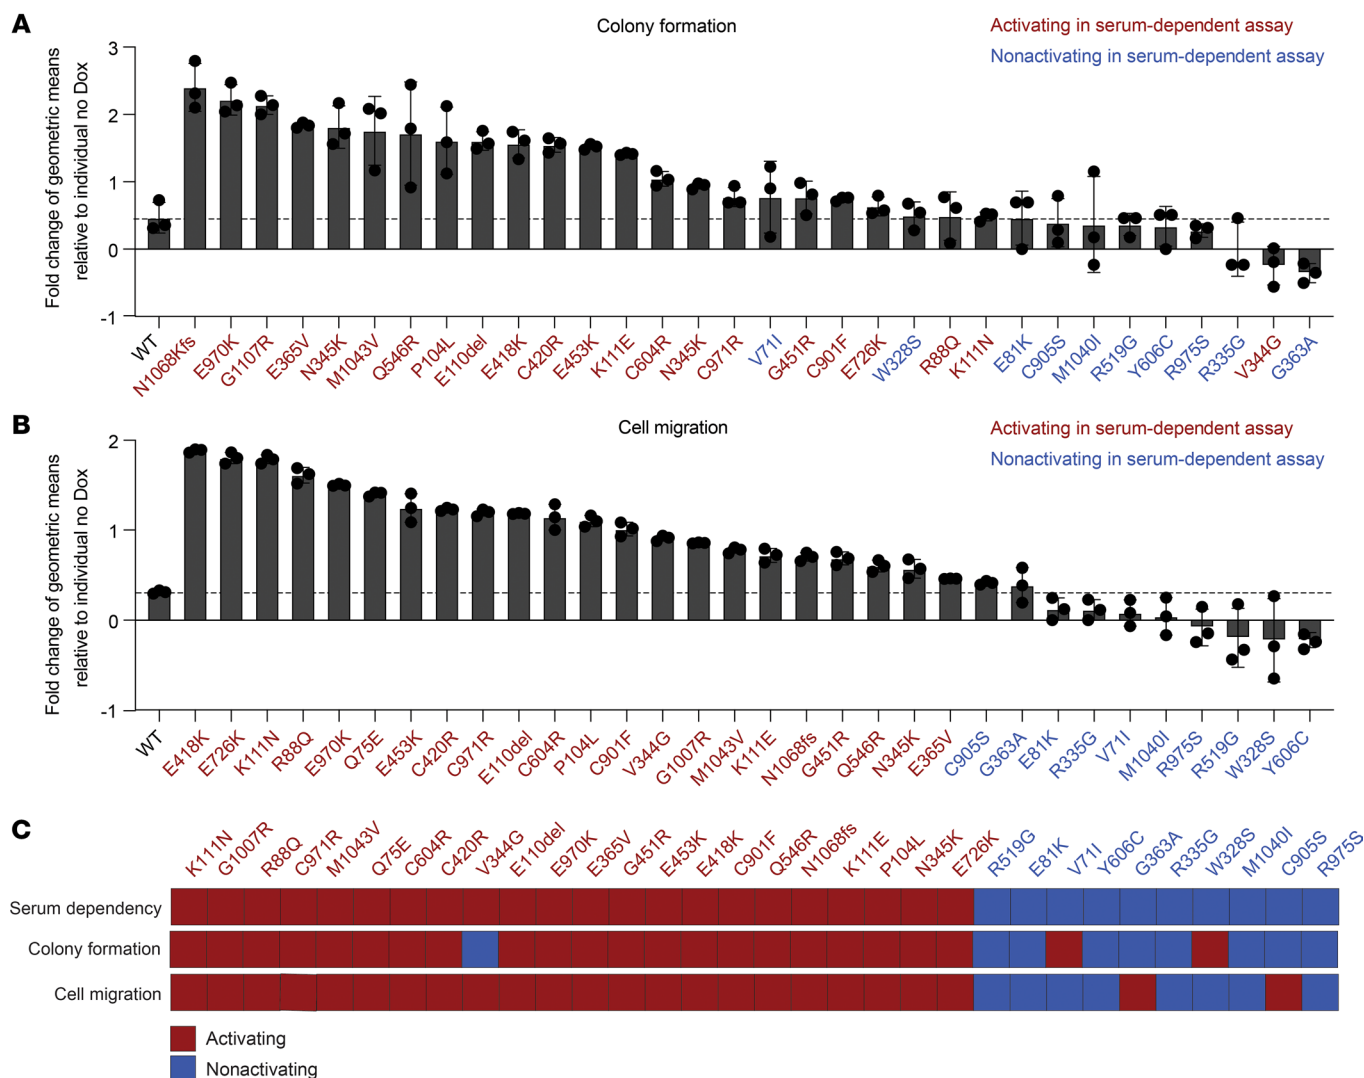 A
Colony formation
Activating in serum-dependent assay
Nonactivating in serum-dependent assay
Fold change of geometric means
relative to individual no Dox
3
2
1
0
-1
WT
N1068Kfs
E970K
G1107R
E365V
N345K
M1043V
Q546R
P104L
E110del
E418K
C420R
E453K
K111E
C604R
N345K
C971R
V71I
G451R
C901F
E726K
W328S
R88Q
K111N
E81K
C905S
M1040I
R519G
Y606C
R975S
R335G
V344G
G363A
B
Cell migration
Activating in serum-dependent assay
Nonactivating in serum-dependent assay
Fold change of geometric means
relative to individual no Dox
2
1
0
-1
WT
E418K
E726K
K111N
R88Q
E970K
Q75E
E453K
C420R
C971R
E110del
C604R
P104L
C901F
V344G
G1007R
M1043V
K111E
N1068fs
G451R
Q546R
N345K
E365V
C905S
G363A
E81K
R335G
V71I
M1040I
R975S
R519G
W328S
Y606C
C
K111N
G1007R
R88Q
C971R
M1043V
Q75E
C604R
C420R
V344G
E110del
E970K
E365V
G451R
E453K
E418K
C901F
Q546R
N1068fs
K111E
P104L
N345K
E726K
R519G
E81K
V71I
Y606C
G363A
R335G
W328S
M1040I
C905S
R975S
Serum dependency
Colony formation
Cell migration
Activating
Nonactivating